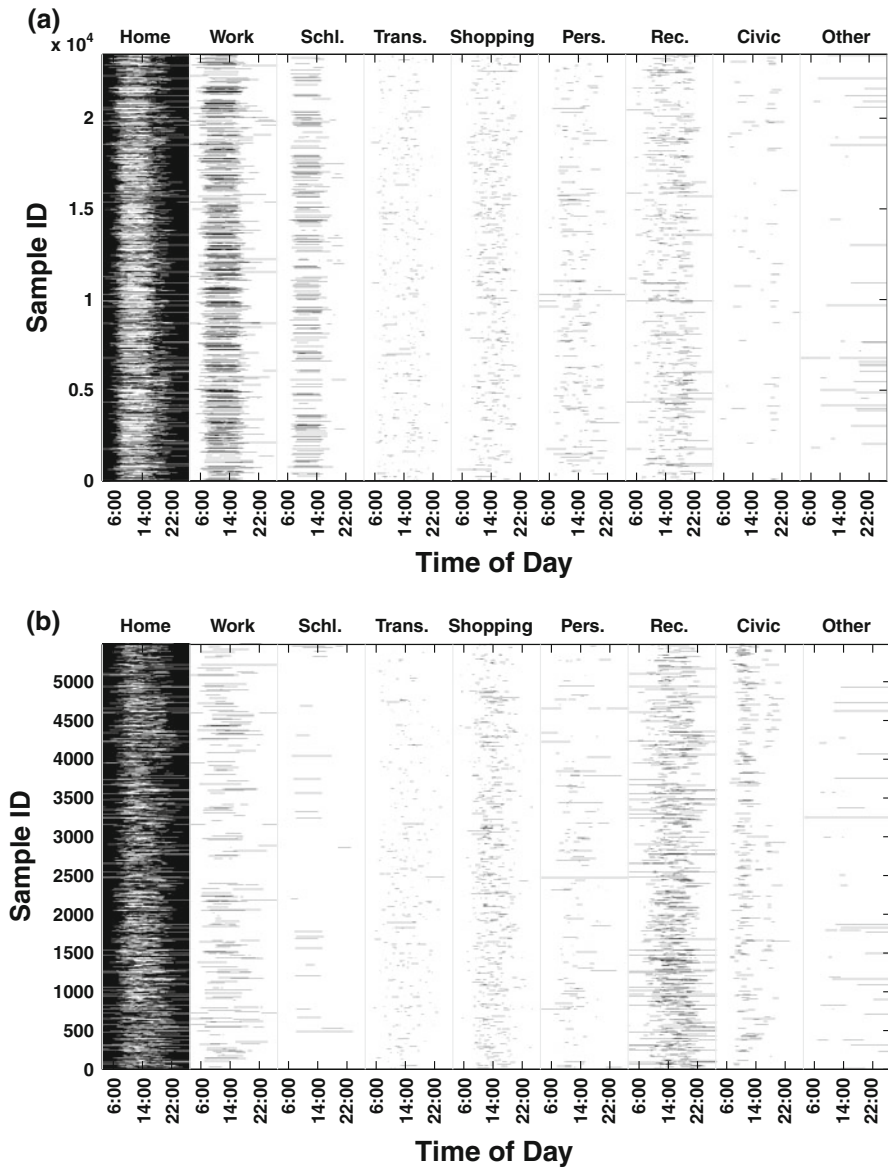 (a)
x 10⁴
Home Work Schl. Trans. Shopping Pers. Rec. Civic Other
2
1.5
1
0.5
0
Sample ID
6:00 14:00 22:00 6:00 14:00 22:00 6:00 14:00 22:00 6:00 14:00 22:00 6:00 14:00 22:00 6:00 14:00 22:00 6:00 14:00 22:00 6:00 14:00 22:00 6:00 14:00 22:00
Time of Day
(b)
Home Work Schl. Trans. Shopping Pers. Rec. Civic Other
5000
4500
4000
3500
3000
2500
2000
1500
1000
500
0
Sample ID
6:00 14:00 22:00 6:00 14:00 22:00 6:00 14:00 22:00 6:00 14:00 22:00 6:00 14:00 22:00 6:00 14:00 22:00 6:00 14:00 22:00 6:00 14:00 22:00 6:00 14:00 22:00
Time of Day